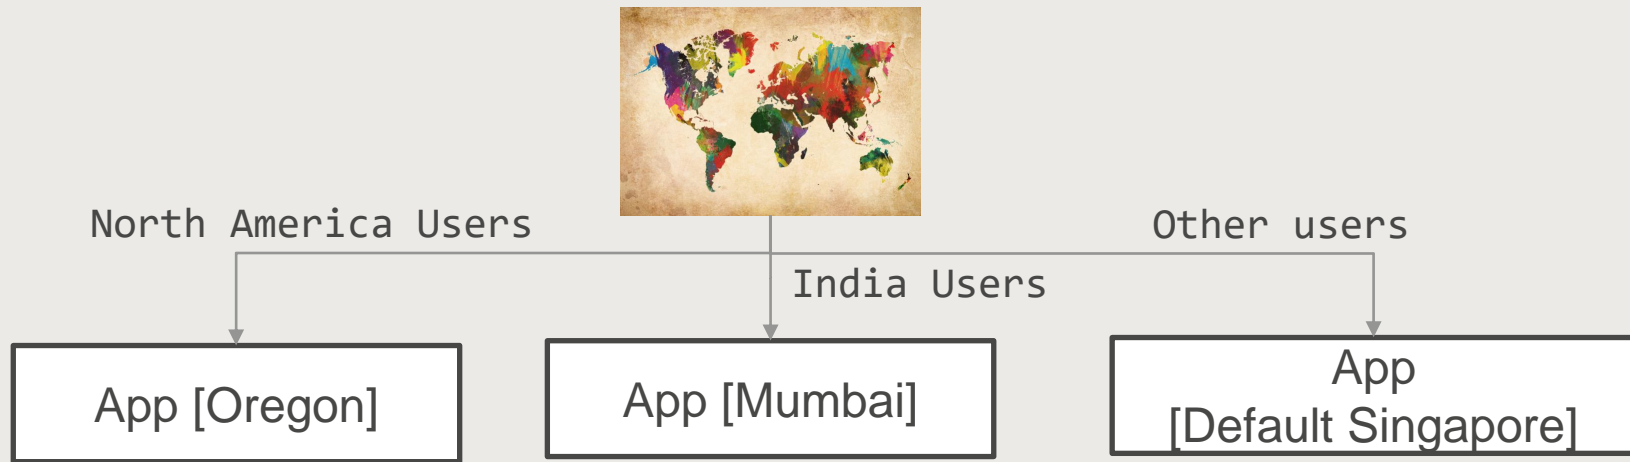 North America Users
Other users
India Users
App [Oregon]
App [Mumbai]
App
[Default Singapore]